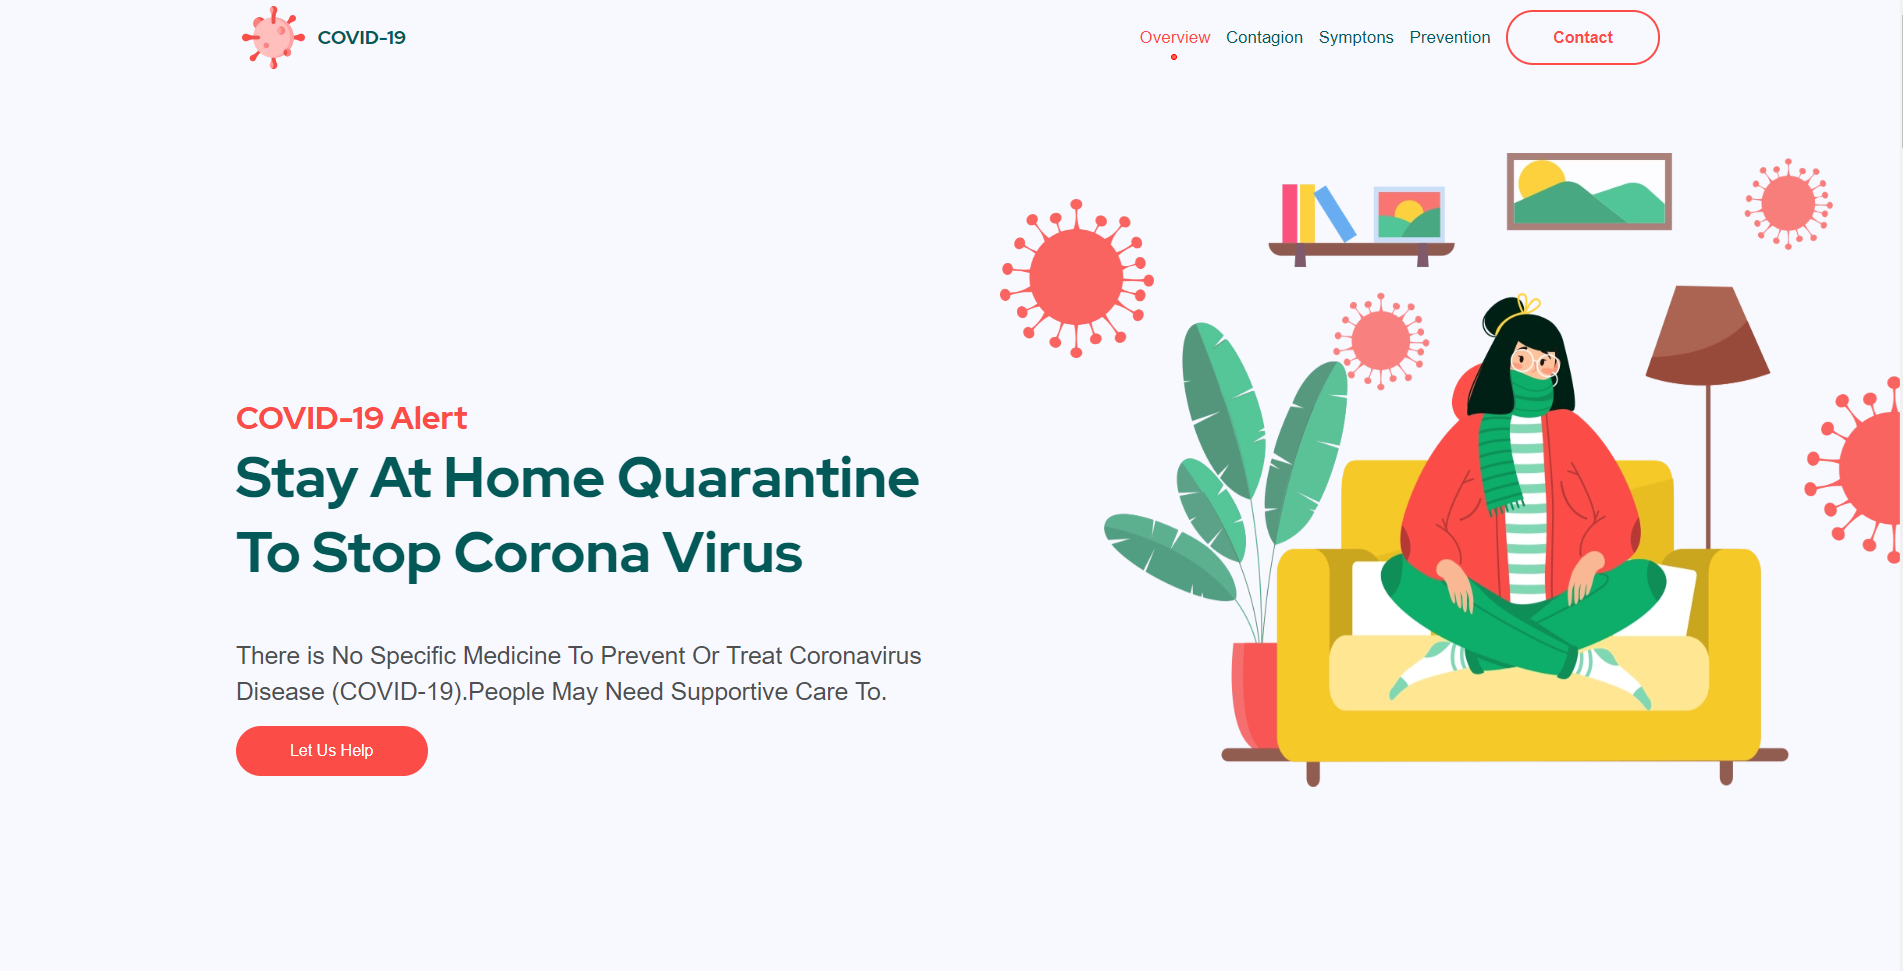 COVID-19
Overview Contagion Symptons Prevention Contact
COVID-19 Alert
Stay At Home Quarantine
To Stop Corona Virus
There is No Specific Medicine To Prevent Or Treat Coronavirus
Disease (COVID-19).People May Need Supportive Care To.
Let Us Help